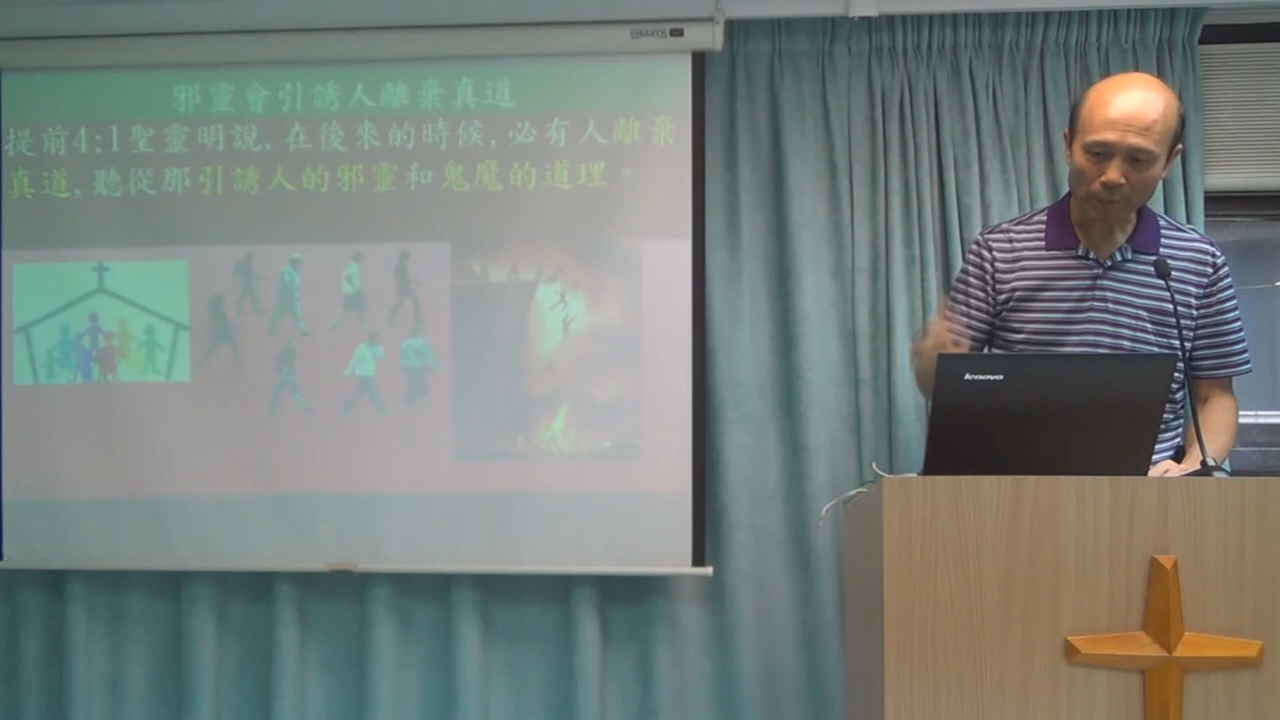 邪靈會引誘人離棄真道
提前4:1聖靈明說,在後來的時候,必有人離棄
真道,聽從那引誘人的邪靈和鬼魔的道理。
lenovo